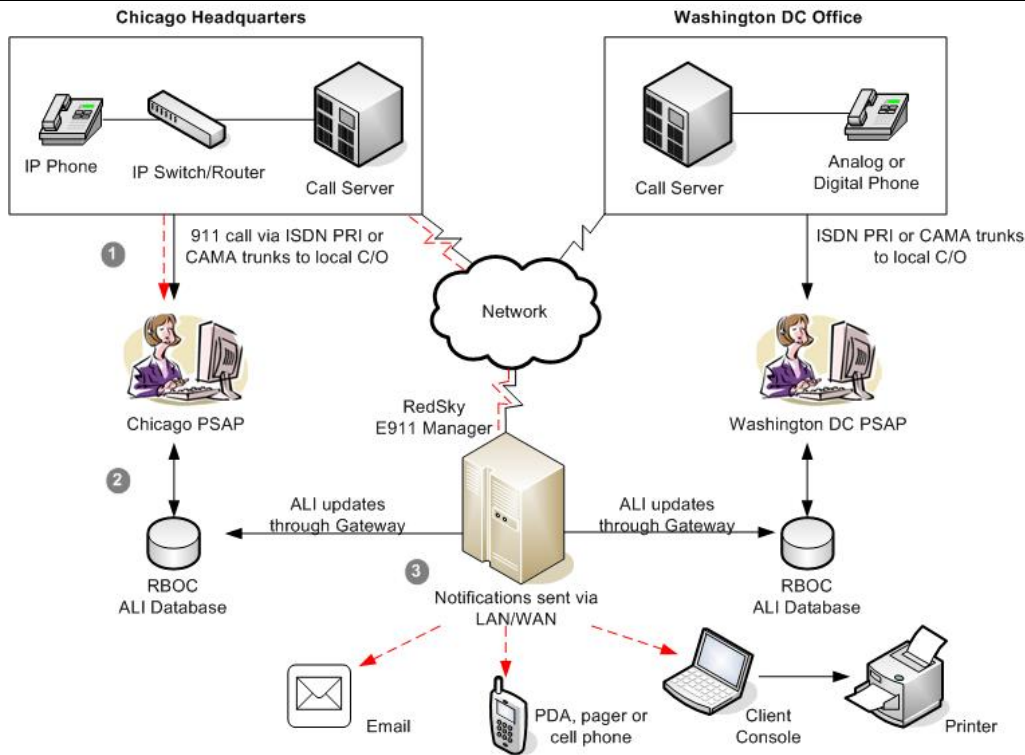 Chicago Headquarters
Washington DC Office
IP Phone
IP Switch/Router
Call Server
Call Server
Analog or
Digital Phone
1
911 call via ISDN PRI or
CAMA trunks to local C/O
ISDN PRI or CAMA trunks
to local C/O
Network
Chicago PSAP
RedSky
E911 Manager
Washington DC PSAP
2
ALI updates
through Gateway
ALI updates
through Gateway
RBOC
ALI Database
3
Notifications sent via
LAN/WAN
RBOC
ALI Database
Email
PDA, pager or
cell phone
Client
Console
Printer